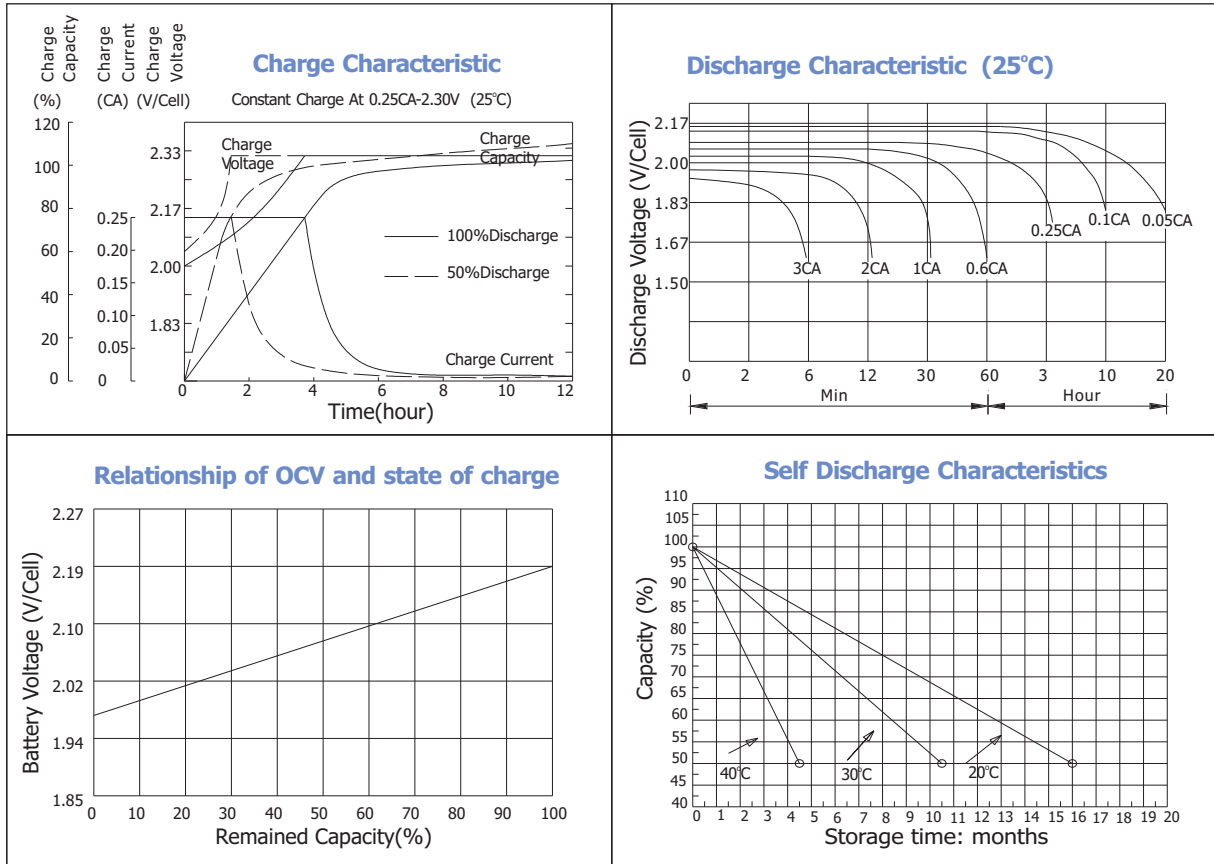 Charge Capacity
Charge Current
Charge Voltage
(%)
(CA)
(V/Cell)
Charge Characteristic
Constant Charge At 0.25CA-2.30V (25°C)
120
100
80
60
40
20
0
0.25
0.20
0.15
0.10
0.05
0
2.33
2.17
2.00
1.83
Charge
Voltage
Charge
Capacity
100%Discharge
50%Discharge
Charge Current
0 2 4 6 8 10 12
Time(hour)
Discharge Characteristic (25°C)
Discharge Voltage (V/Cell)
2.17
2.00
1.83
1.67
1.50
3CA
2CA
1CA
0.6CA
0.25CA
0.1CA
0.05CA
0 2 6 12 30 60 3 10 20
Min
Hour
Relationship of OCV and state of charge
Battery Voltage (V/Cell)
2.27
2.19
2.10
2.02
1.94
1.85
0 10 20 30 40 50 60 70 80 90 100
Remained Capacity(%)
Self Discharge Characteristics
Capacity (%)
110
105
100
95
90
85
80
75
70
65
60
55
50
45
40
40°C
30°C
20°C
0 1 2 3 4 5 6 7 8 9 10 11 12 13 14 15 16 17 18 19 20
Storage time: months